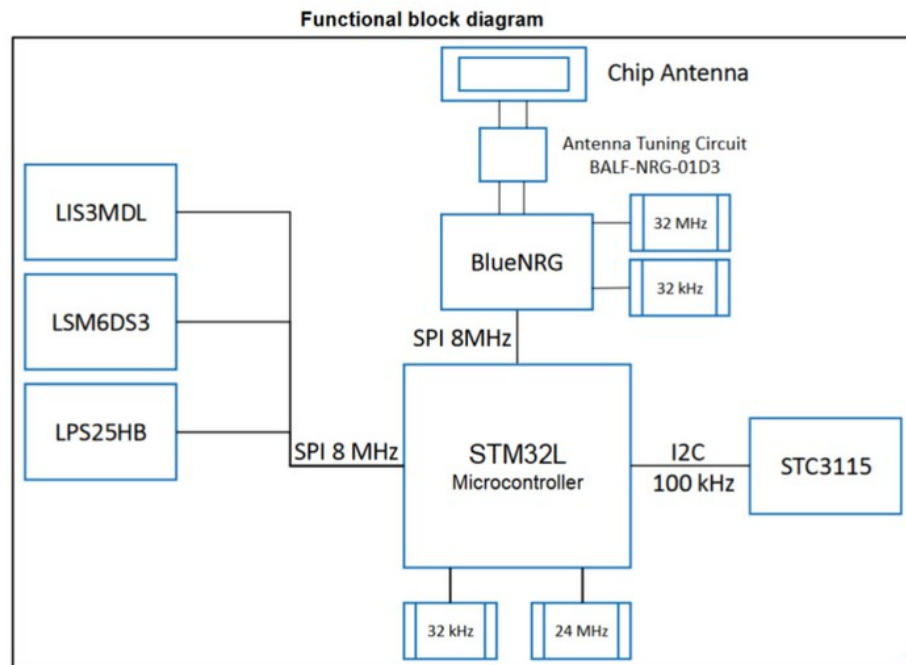 Functional block diagram
Chip Antenna
Antenna Tuning Circuit
BALF-NRG-01D3
LIS3MDL
32 MHz
BlueNRG
32 kHz
LSM6DS3
SPI 8MHz
LPS25HB
SPI 8 MHz
STM32L
Microcontroller
I2C
100 kHz
STC3115
32 kHz
24 MHz